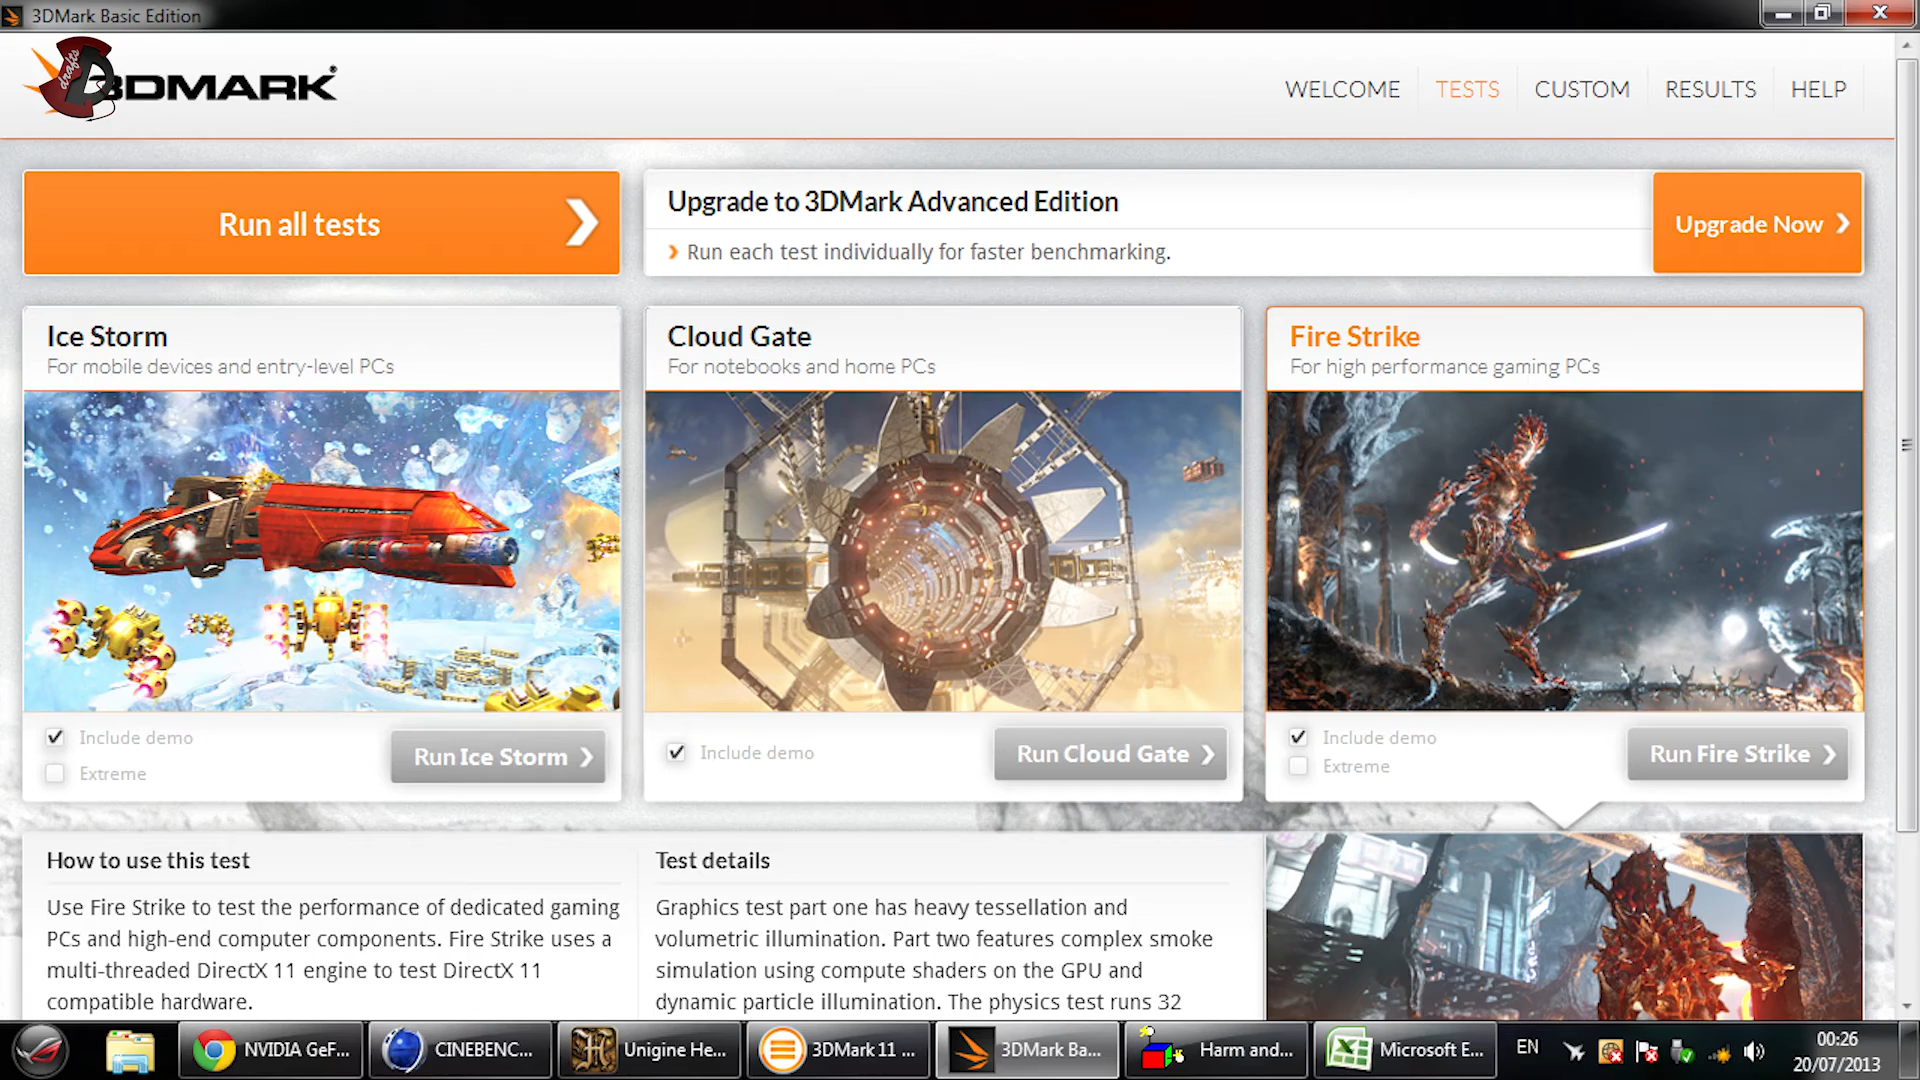 3DMark Basic Edition
drafts
3DMARK
WELCOME
TESTS
CUSTOM
RESULTS
HELP
Run all tests
Upgrade to 3DMark Advanced Edition
Run each test individually for faster benchmarking.
Upgrade Now
Ice Storm
For mobile devices and entry-level PCs
Cloud Gate
For notebooks and home PCs
Fire Strike
For high performance gaming PCs
Include demo
Extreme
Run Ice Storm
Include demo
Run Cloud Gate
Include demo
Extreme
Run Fire Strike
How to use this test
Use Fire Strike to test the performance of dedicated gaming
PCs and high-end computer components. Fire Strike uses a
multi-threaded DirectX 11 engine to test DirectX 11
compatible hardware.
Test details
Graphics test part one has heavy tessellation and
volumetric illumination. Part two features complex smoke
simulation using compute shaders on the GPU and
dynamic particle illumination. The physics test runs 32
NVIDIA GeF...
CINEBENC...
Unigine He...
3DMark 11 ...
3DMark Ba...
Harm and...
Microsoft E...
EN
00:26
20/07/2013